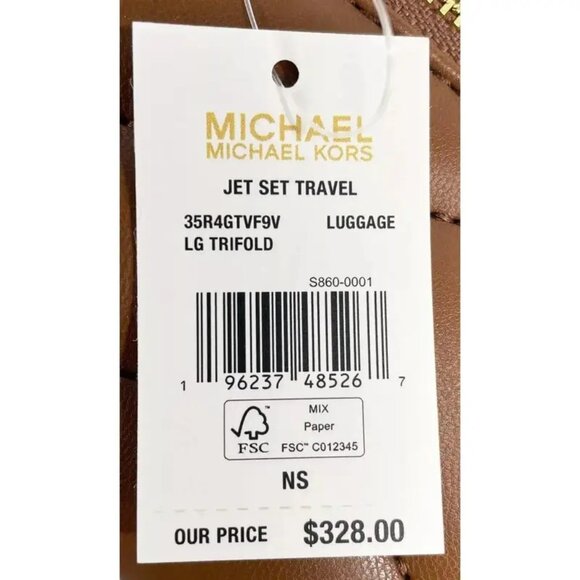 MICHAEL
MICHAEL KORS
JET SET TRAVEL
35R4GTVF9V LUGGAGE
LG TRIFOLD
S860-0001
1 96237 48526 7
MIX
Paper
FSC™ C012345
FSC
NS
OUR PRICE $328.00